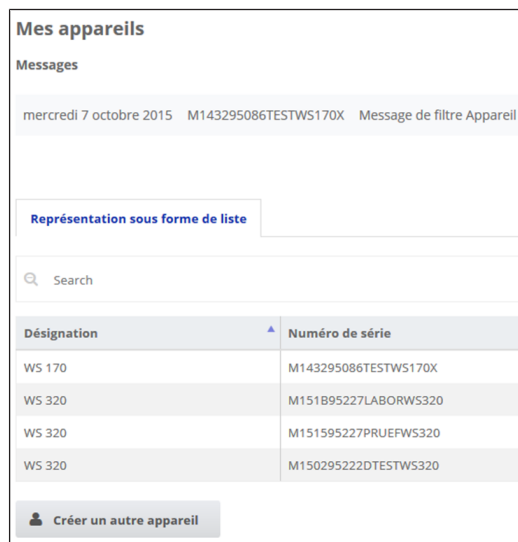 Mes appareils
Messages
mercredi 7 octobre 2015 M143295086TESTWS170X Message de filtre Appareil
Représentation sous forme de liste
Search
Désignation Numéro de série
WS 170 M143295086TESTWS170X
WS 320 M151B95227LABORWS320
WS 320 M151595227PRUEFWS320
WS 320 M150295222DTESTWS320
Créer un autre appareil